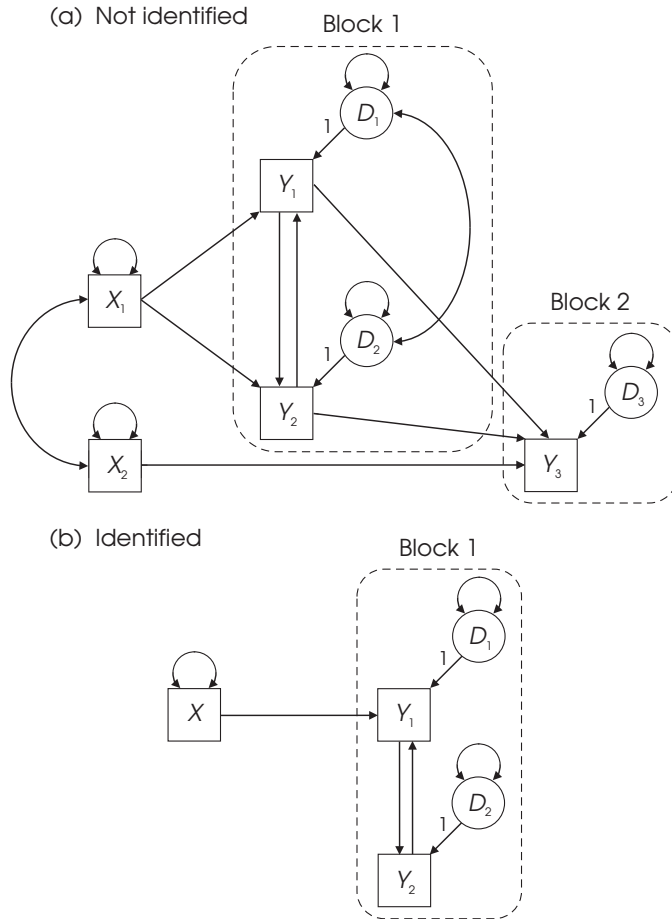 (a) Not identified
Block 1
D₁
1
Y₁
X₁
Block 2
D₂
1
D₃
1
Y₂
Y₃
X₂
(b) Identified
Block 1
D₁
1
X
Y₁
D₂
1
Y₂